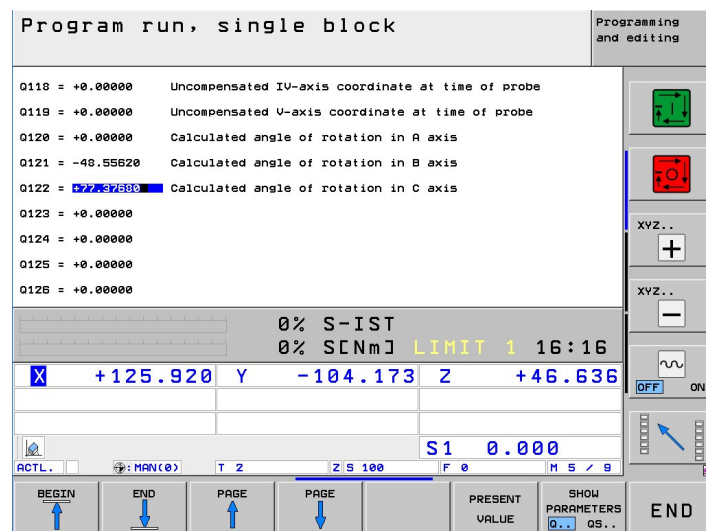 Program run, single block
Programming
and editing
Q118 = +0.00000 Uncompensated IV-axis coordinate at time of probe
Q119 = +0.00000 Uncompensated V-axis coordinate at time of probe
Q120 = +0.00000 Calculated angle of rotation in A axis
Q121 = -48.55620 Calculated angle of rotation in B axis
Q122 = +77.37680 Calculated angle of rotation in C axis
Q123 = +0.00000
Q124 = +0.00000
Q125 = +0.00000
Q126 = +0.00000
XYZ..
+
XYZ..
−
OFF ON
0% S-IST
0% S[Nm] LIMIT 1 16:16
X +125.920 Y -104.173 Z +46.636
S1 0.000
ACTL. :MAN(0) T 2 Z S 100 F 0 M 5 / 9
BEGIN
END
PAGE
PAGE
PRESENT
VALUE
SHOW
PARAMETERS
Q.. QS..
END